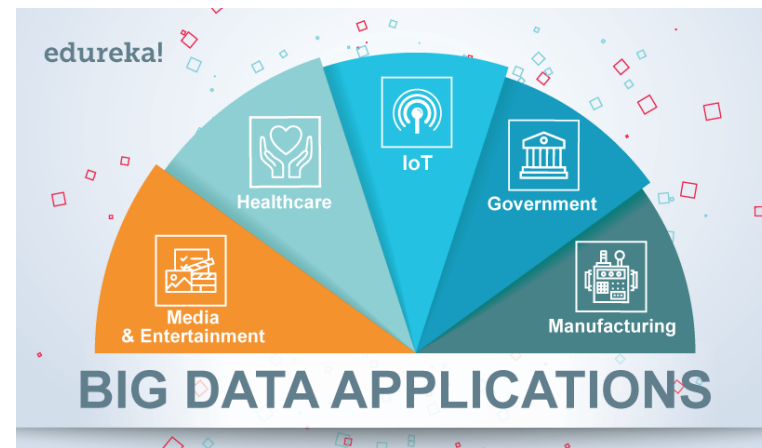 edureka!
Media
& Entertainment
Healthcare
IoT
Government
Manufacturing
BIG DATA APPLICATIONS